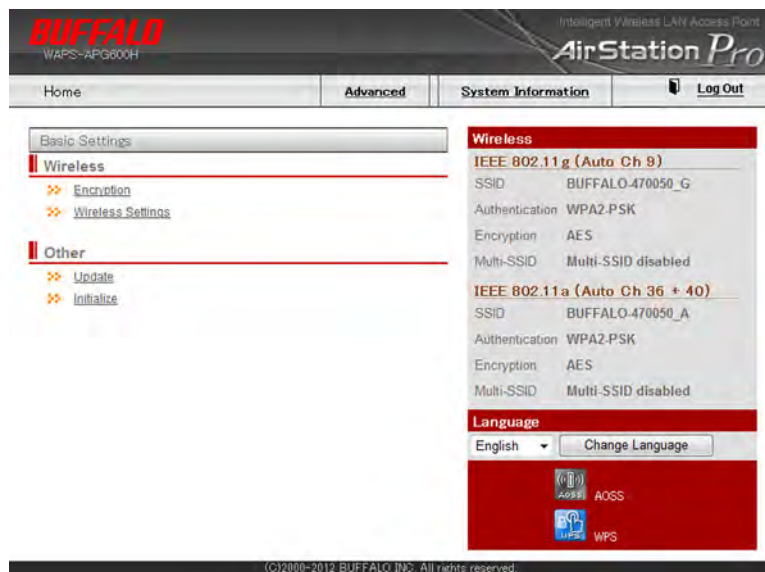 BUFFALO
WAPS-APG600H
Intelligent Wireless LAN Access Point
AirStation Pro
Home
Advanced
System Information
Log Out
Basic Settings
Wireless
Encryption
Wireless Settings
Other
Update
Initialize
Wireless
IEEE 802.11g (Auto Ch 9)
SSID BUFFALO-470050_G
Authentication WPA2-PSK
Encryption AES
Multi-SSID Multi-SSID disabled
IEEE 802.11a (Auto Ch 36 + 40)
SSID BUFFALO-470050_A
Authentication WPA2-PSK
Encryption AES
Multi-SSID Multi-SSID disabled
Language
English Change Language
AOSS AOSS
WPS WPS
(C)2000-2012 BUFFALO INC. All rights reserved.